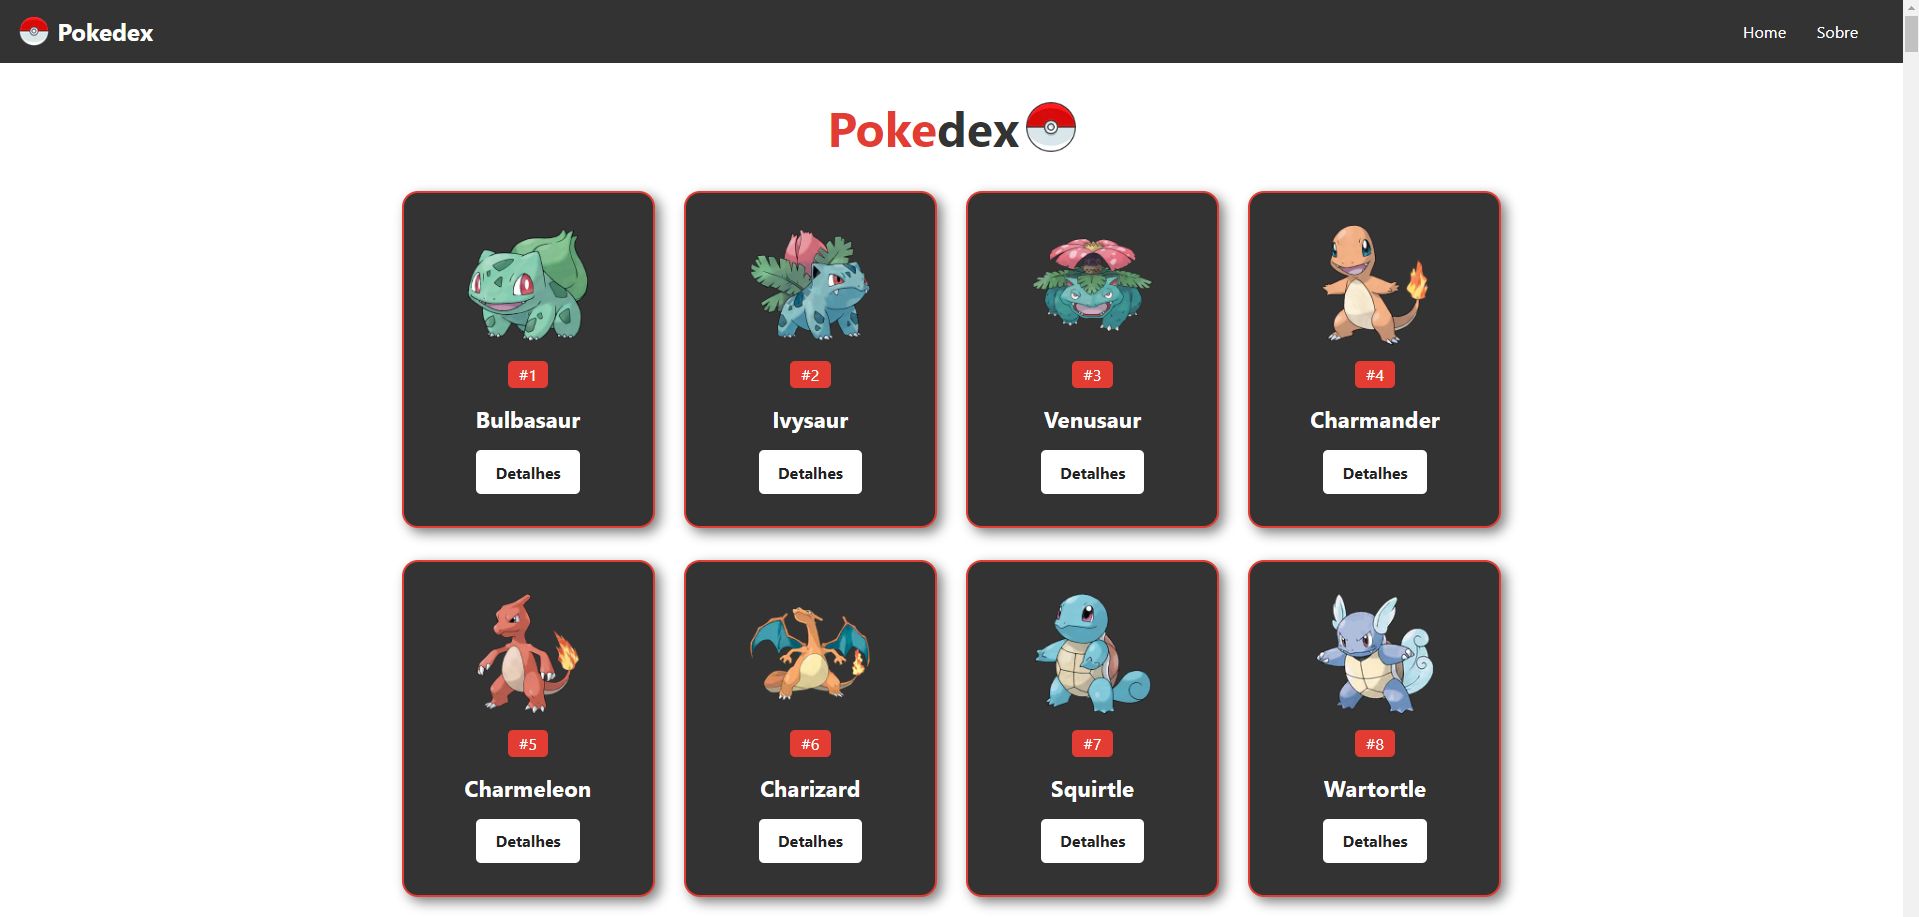 Pokedex
Home Sobre
Pokedex
#1 #2 #3 #4
Bulbasaur Ivysaur Venusaur Charmander
Detalhes Detalhes Detalhes Detalhes
#5 #6 #7 #8
Charmeleon Charizard Squirtle Wartortle
Detalhes Detalhes Detalhes Detalhes